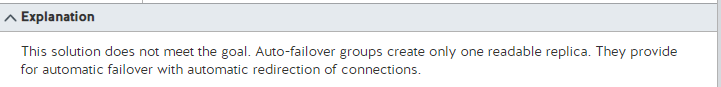 Explanation
This solution does not meet the goal. Auto-failover groups create only one readable replica. They provide
for automatic failover with automatic redirection of connections.